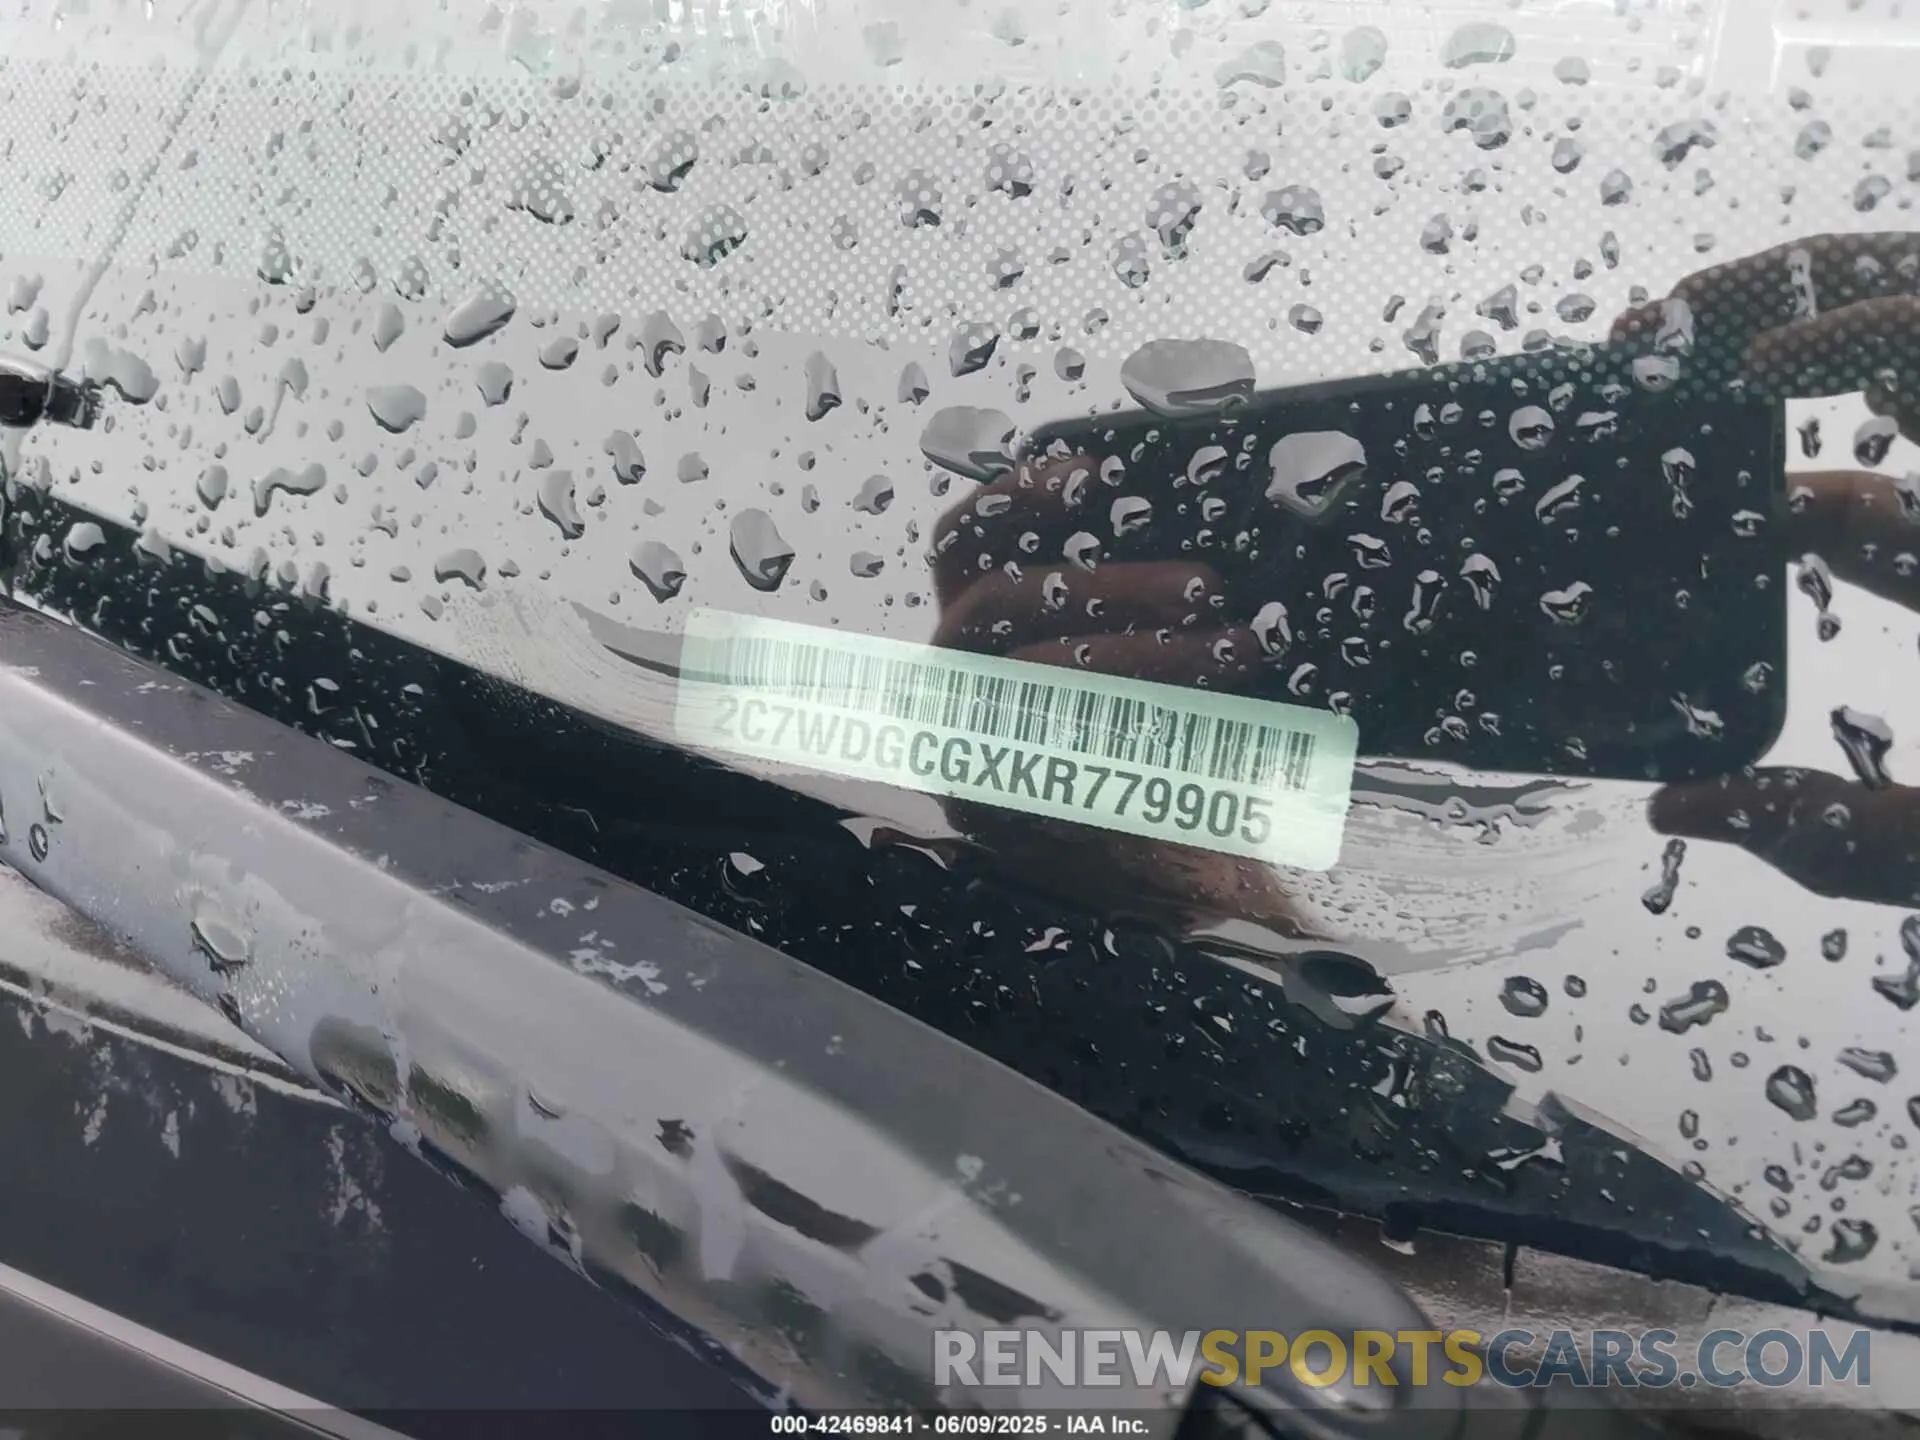 2C7WDGCGXKR779905
RENEWSPORTSCARS.COM
000-42469841 - 06/09/2025 - IAA Inc.